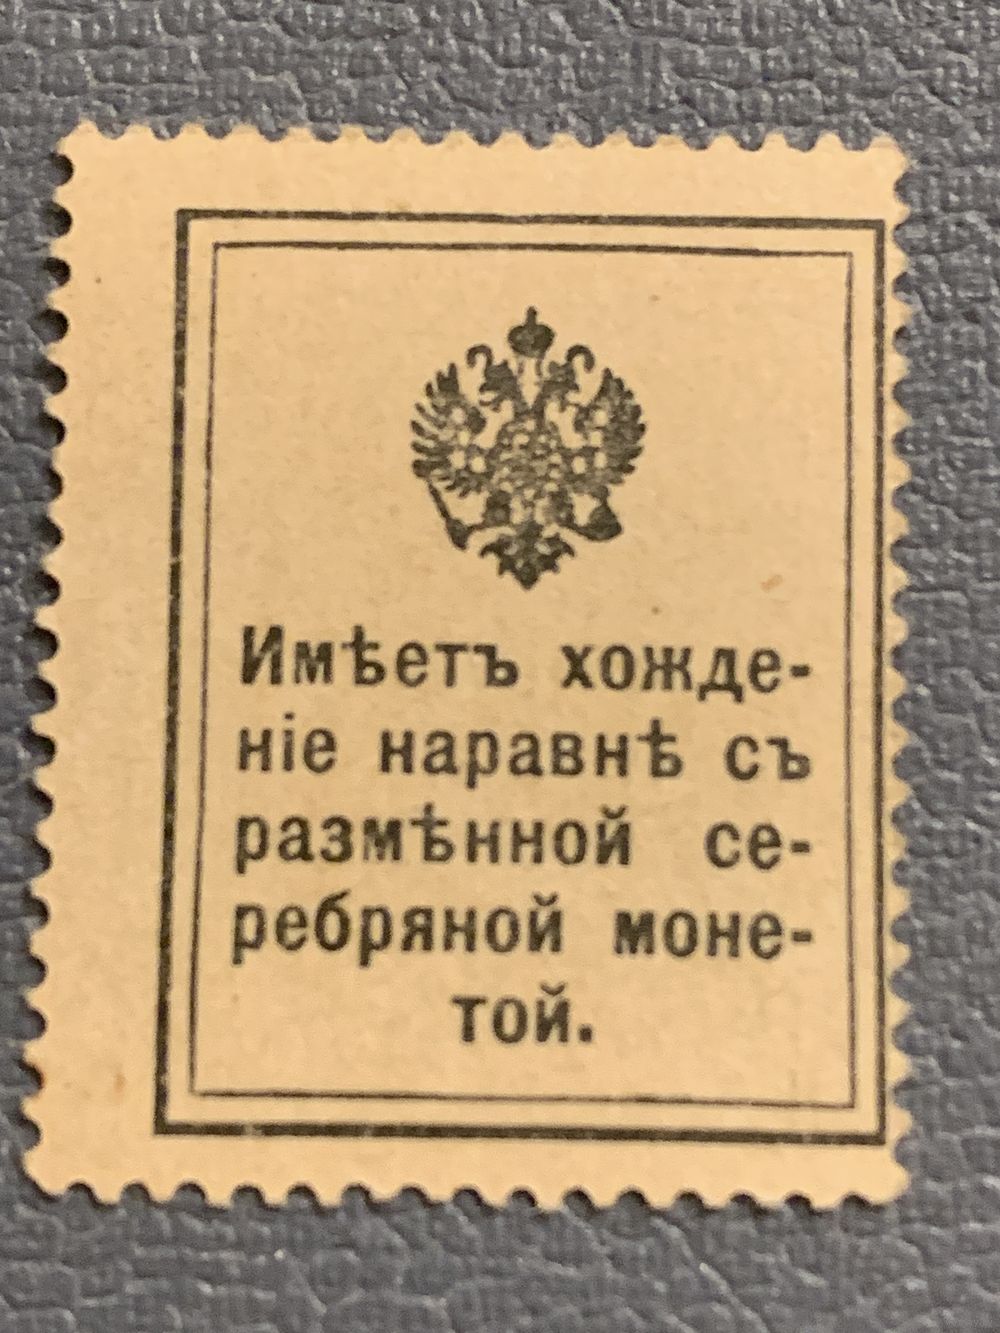 Имѣетъ хожде-
ніе наравнѣ съ
размѣнной се-
ребряной моне-
той.